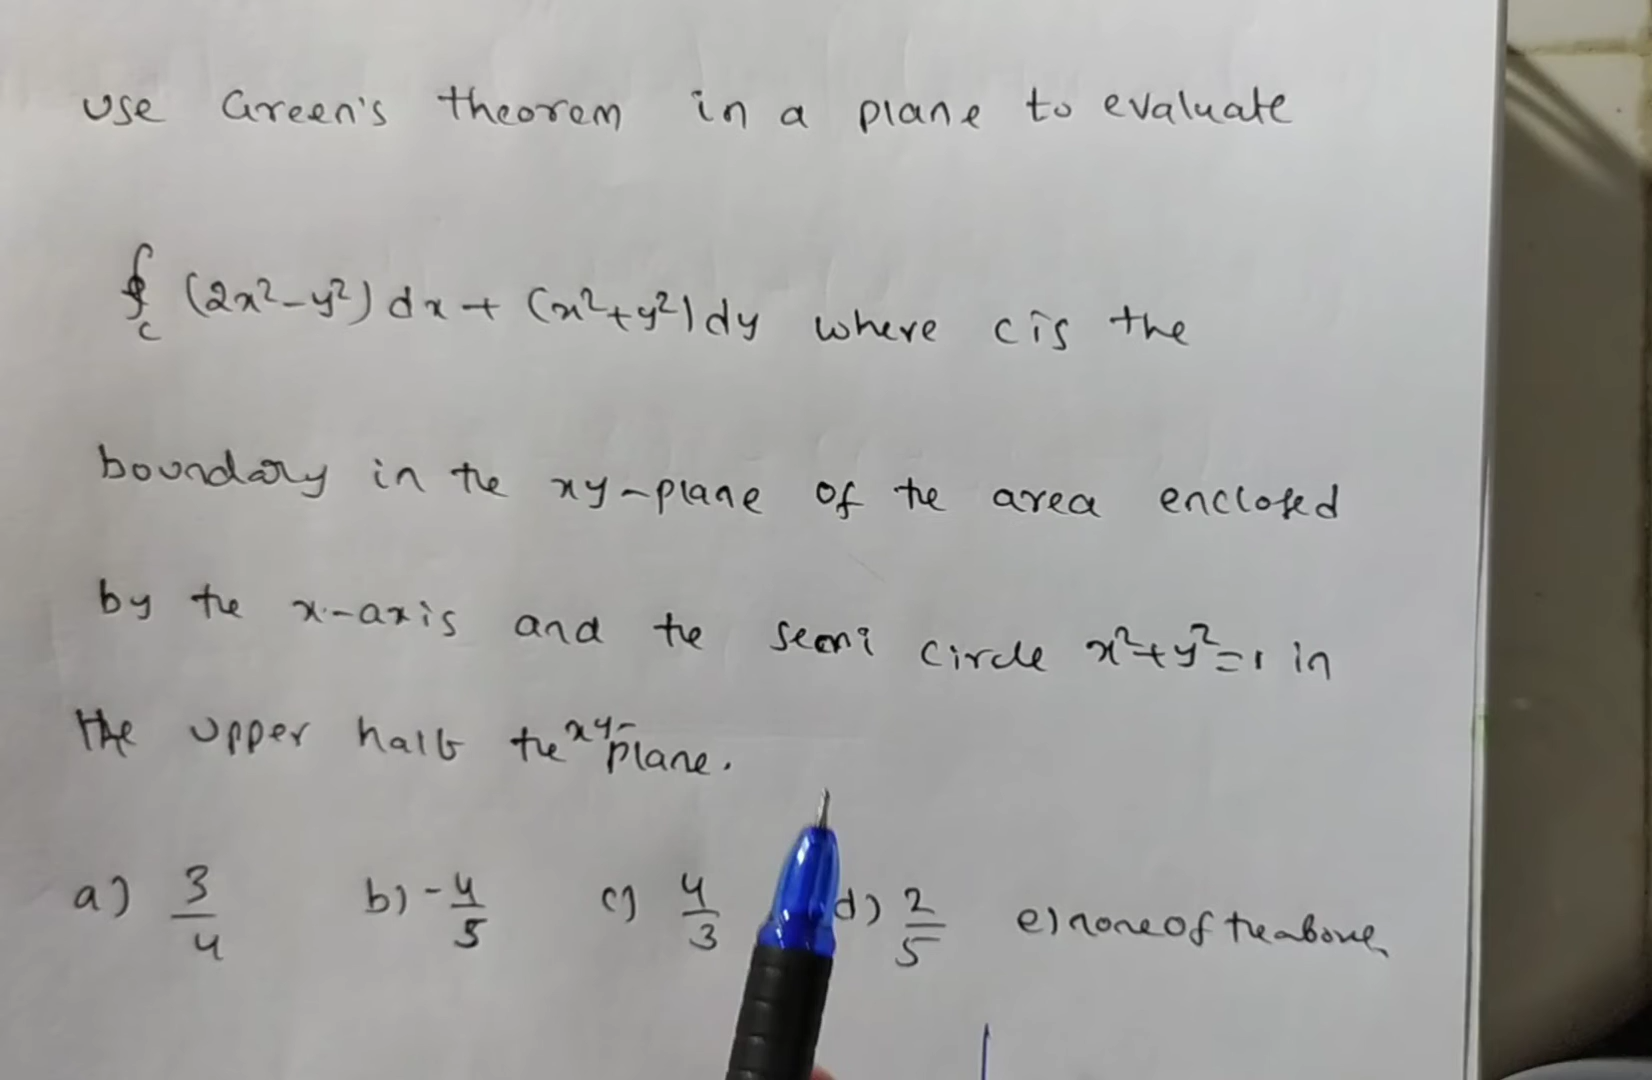 use Green's theorem in a plane to evaluate
∮c (2x²-y²) dx + (x²+y²) dy where c is the
boundary in the xy-plane of the area enclosed
by the x-axis and the semi circle x²+y²=1 in
the upper half the xy-plane.
a) 3/4 b) -4/5 c) 4/3 d) 2/5 e) none of the above.